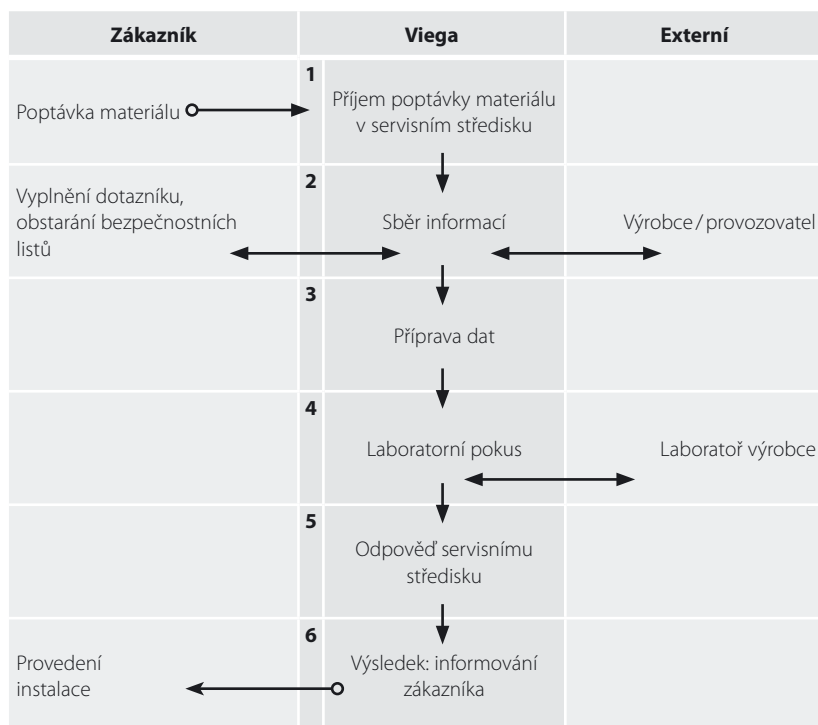 Zákazník
Viega
Externí
1
Poptávka materiálu
Příjem poptávky materiálu
v servisním středisku
2
Vyplnění dotazníku,
obstarání bezpečnostních
listů
Sběr informací
Výrobce / provozovatel
3
Příprava dat
4
Laboratorní pokus
Laboratoř výrobce
5
Odpověď servisnímu
středisku
6
Provedení
instalace
Výsledek: informování
zákazníka